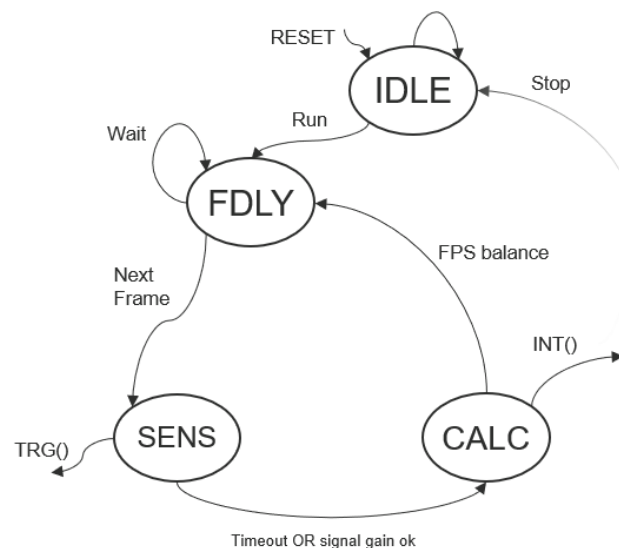 RESET
IDLE
Stop
Run
Wait
FDLY
FPS balance
Next
Frame
INT()
SENS
CALC
TRG()
Timeout OR signal gain ok